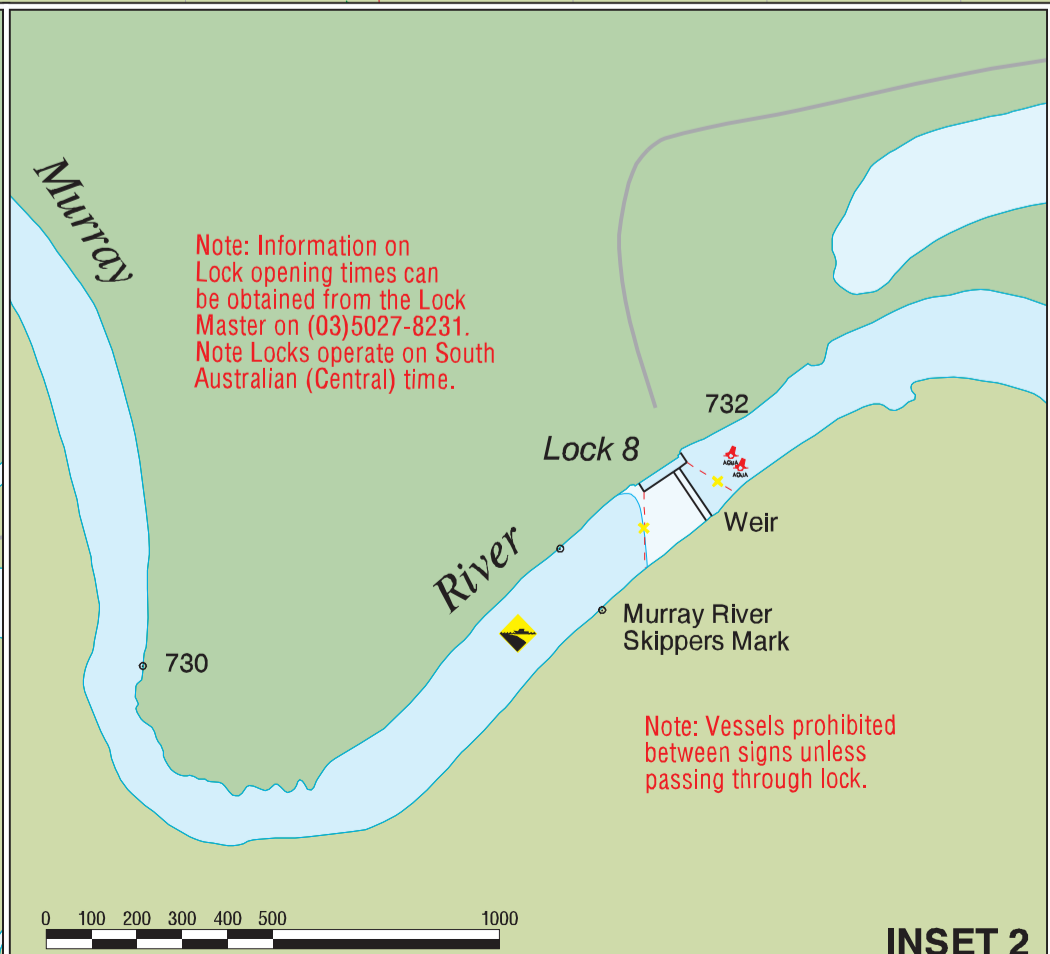 Murray
Note: Information on
Lock opening times can
be obtained from the Lock
Master on (03)5027-8231.
Note Locks operate on South
Australian (Central) time.
732
Lock 8
AQUA
AQUA
Weir
River
Murray River
Skippers Mark
730
Note: Vessels prohibited
between signs unless
passing through lock.
0 100 200 300 400 500 1000
INSET 2